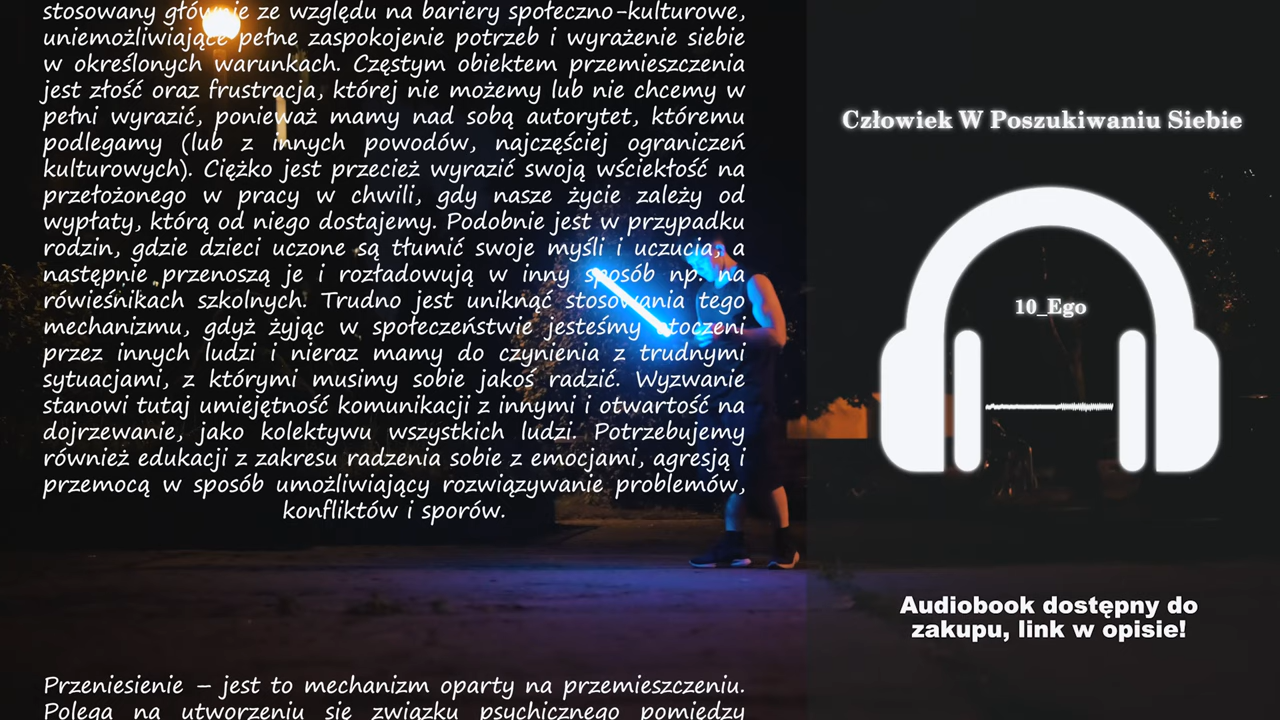 stosowany głównie ze względu na bariery społeczno-kulturowe,
uniemożliwiające pełne zaspokojenie potrzeb i wyrażenie siebie
w określonych warunkach. Częstym obiektem przemieszczenia
jest złość oraz frustracja, której nie możemy lub nie chcemy w
pełni wyrazić, ponieważ mamy nad sobą autorytet, któremu
podlegamy (lub z innych powodów, najczęściej ograniczeń
kulturowych). Ciężko jest przecież wyrazić swoją wściekłość na
przełożonego w pracy w chwili, gdy nasze życie zależy od
wypłaty, którą od niego dostajemy. Podobnie jest w przypadku
rodzin, gdzie dzieci uczone są tłumić swoje myśli i uczucia, a
następnie przenoszą je i rozładowują w inny sposób np. na
rówieśnikach szkolnych. Trudno jest uniknąć stosowania tego
mechanizmu, gdyż żyjąc w społeczeństwie jesteśmy otoczeni
przez innych ludzi i nieraz mamy do czynienia z trudnymi
sytuacjami, z którymi musimy sobie jakoś radzić. Wyzwanie
stanowi tutaj umiejętność komunikacji z innymi i otwartość na
dojrzewanie, jako kolektywu wszystkich ludzi. Potrzebujemy
również edukacji z zakresu radzenia sobie z emocjami, agresją i
przemocą w sposób umożliwiający rozwiązywanie problemów,
konfliktów i sporów.
Przeniesienie – jest to mechanizm oparty na przemieszczeniu.
Polega na utworzeniu się związku psychicznego pomiędzy
Człowiek W Poszukiwaniu Siebie
10_Ego
Audiobook dostępny do
zakupu, link w opisie!